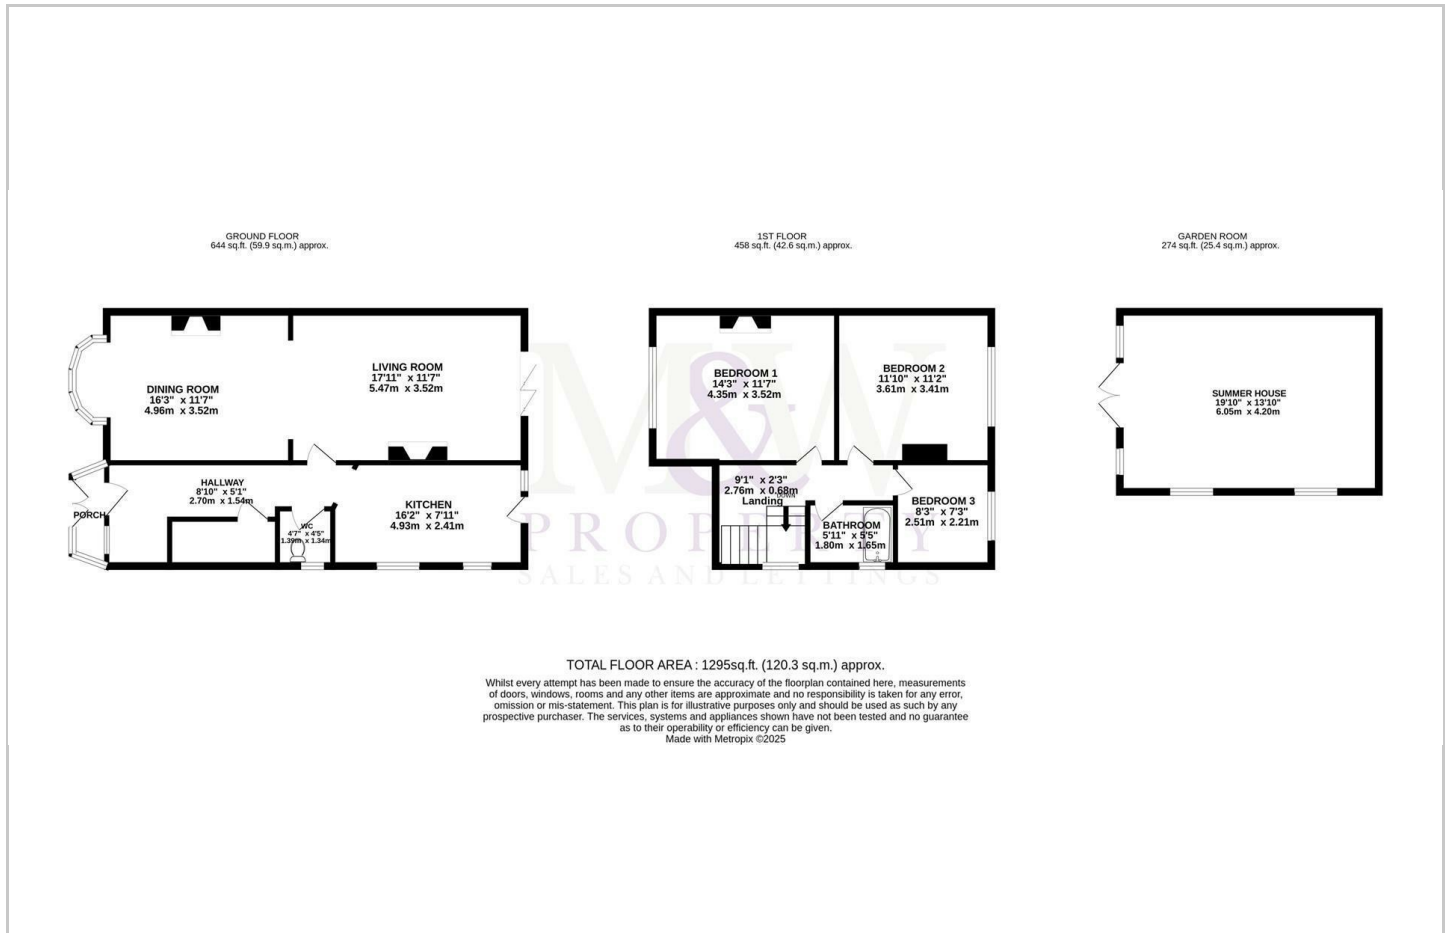 GROUND FLOOR
644 sq.ft. (59.9 sq.m.) approx.
1ST FLOOR
458 sq.ft. (42.6 sq.m.) approx.
GARDEN ROOM
274 sq.ft. (25.4 sq.m.) approx.
DINING ROOM
16'3" x 11'7"
4.96m x 3.52m
LIVING ROOM
17'11" x 11'7"
5.47m x 3.52m
HALLWAY
8'10" x 5'1"
2.70m x 1.54m
PORCH
WC
4'7" x 4'5"
1.39m x 1.34m
KITCHEN
16'2" x 7'11"
4.93m x 2.41m
BEDROOM 1
14'3" x 11'7"
4.35m x 3.52m
BEDROOM 2
11'10" x 11'2"
3.61m x 3.41m
9'1" x 2'3"
2.76m x 0.68m
Landing
DOWN
BATHROOM
5'11" x 5'5"
1.80m x 1.65m
BEDROOM 3
8'3" x 7'3"
2.51m x 2.21m
SUMMER HOUSE
19'10" x 13'10"
6.05m x 4.20m
M&W
PROPERTY
SALES AND LETTINGS
TOTAL FLOOR AREA : 1295sq.ft. (120.3 sq.m.) approx.
Whilst every attempt has been made to ensure the accuracy of the floorplan contained here, measurements
of doors, windows, rooms and any other items are approximate and no responsibility is taken for any error,
omission or mis-statement. This plan is for illustrative purposes only and should be used as such by any
prospective purchaser. The services, systems and appliances shown have not been tested and no guarantee
as to their operability or efficiency can be given.
Made with Metropix ©2025